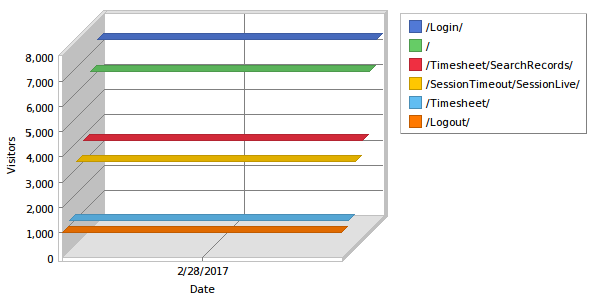 8,000
7,000
6,000
5,000
4,000
3,000
2,000
1,000
0
Visitors
2/28/2017
Date
/Login/
/
/Timesheet/SearchRecords/
/SessionTimeout/SessionLive/
/Timesheet/
/Logout/